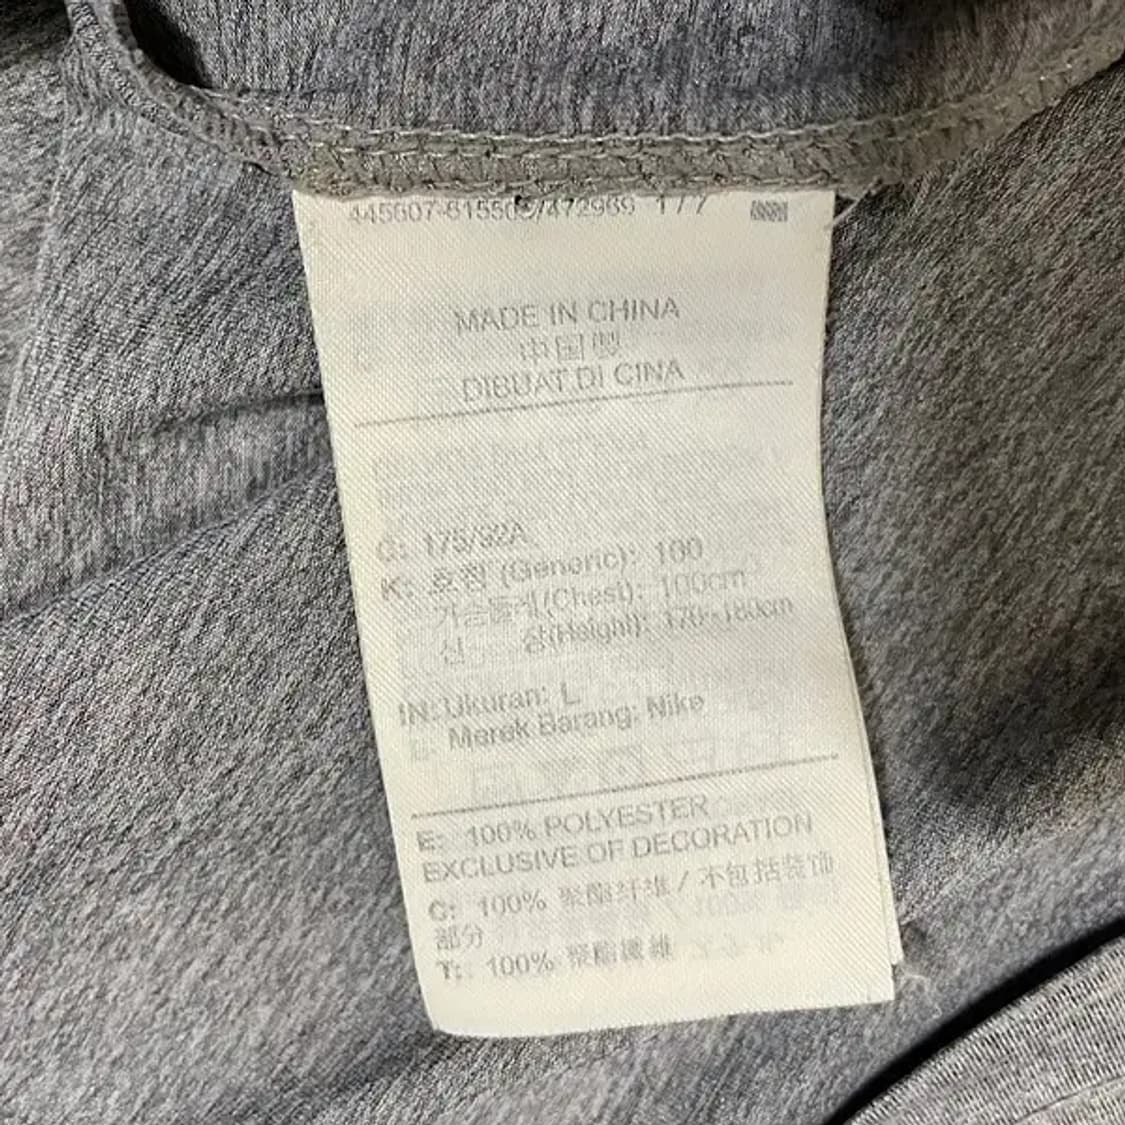 MADE IN CHINA
中国製
DIBUAT DI CINA
C: 175/92A
K: 호칭 (Generic): 100
가슴둘레(Chest): 100cm
신 장(Height): 170~180cm
IN: Ukuran: L
Merek Barang: Nike
E: 100% POLYESTER
EXCLUSIVE OF DECORATION
C: 100% 聚酯纤维 / 不包括装饰
部分
T: 100% 聚酯纖維